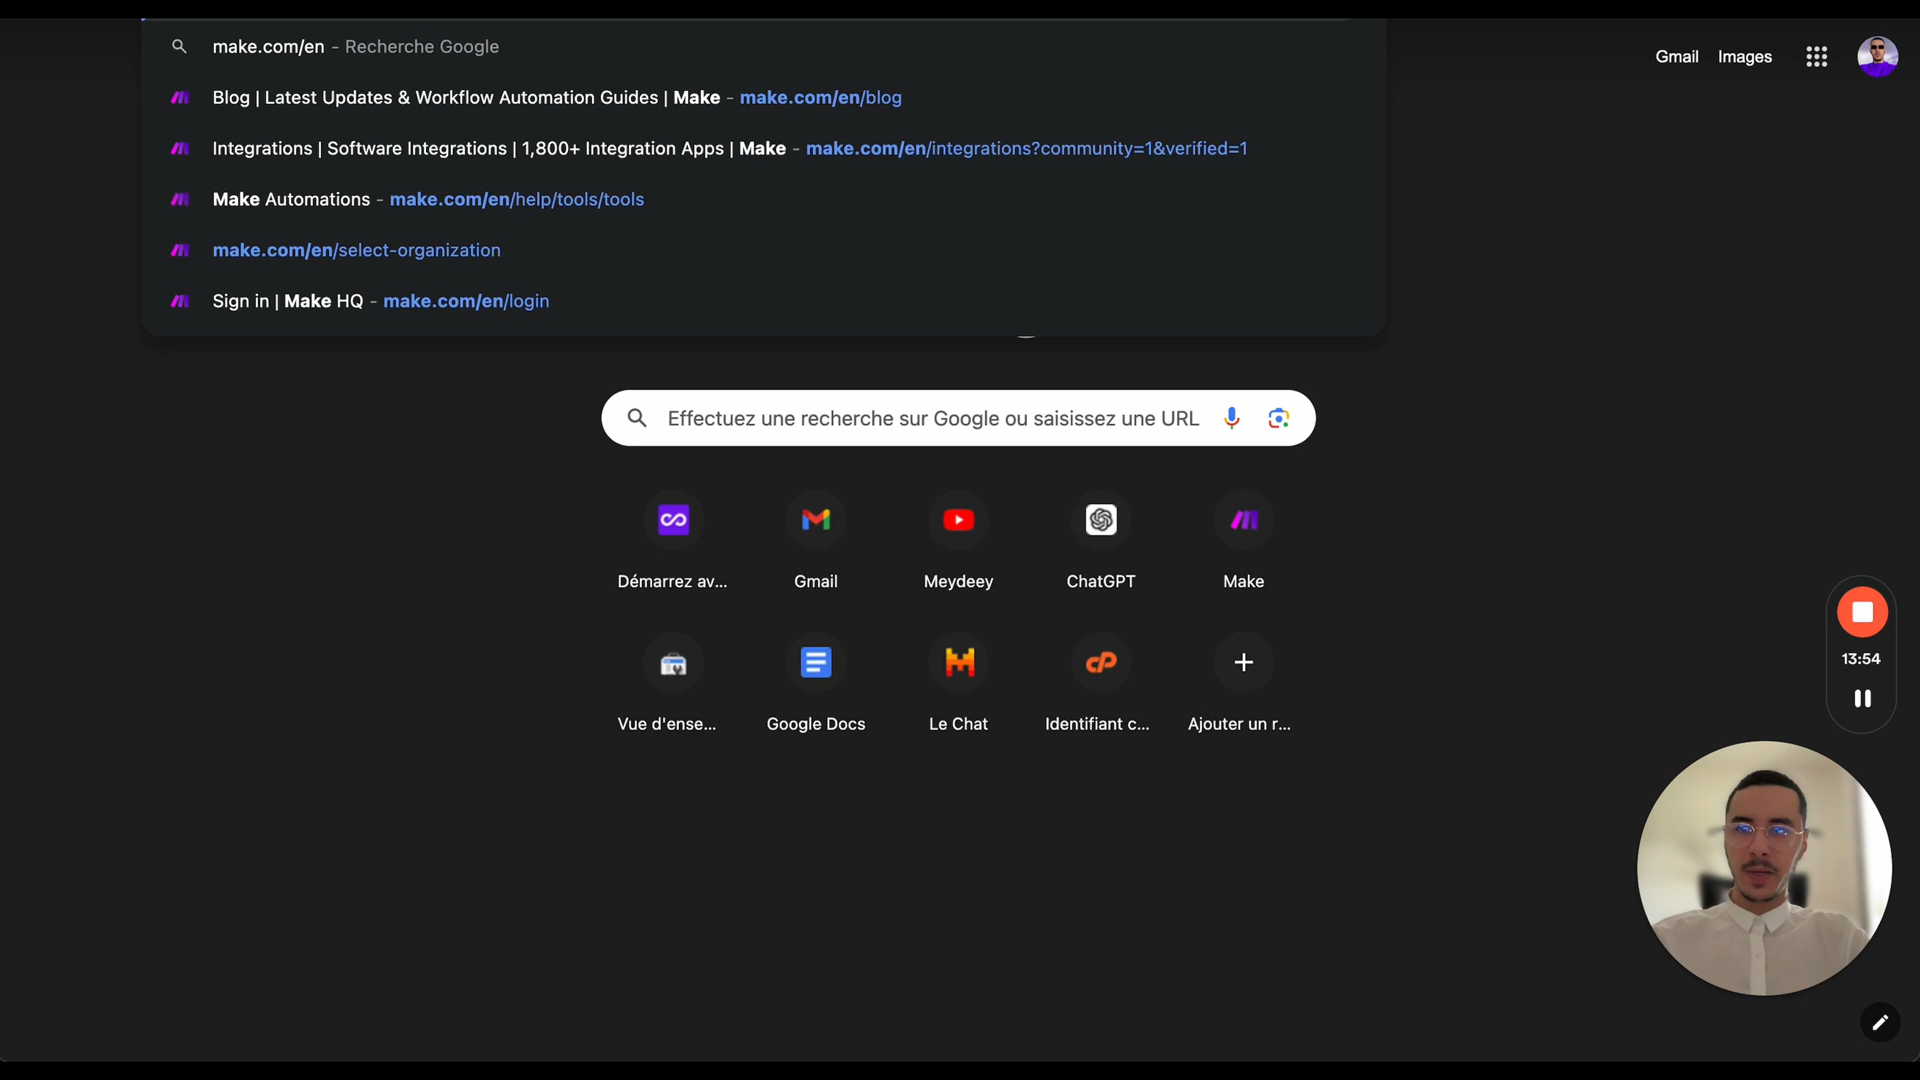 make.com/en - Recherche Google
Gmail Images
Blog | Latest Updates & Workflow Automation Guides | Make - make.com/en/blog
Integrations | Software Integrations | 1,800+ Integration Apps | Make - make.com/en/integrations?community=1&verified=1
Make Automations - make.com/en/help/tools/tools
make.com/en/select-organization
Sign in | Make HQ - make.com/en/login
Effectuez une recherche sur Google ou saisissez une URL
Démarrez av...
Gmail
Meydeey
ChatGPT
Make
13:54
Vue d'ense...
Google Docs
Le Chat
Identifiant c...
Ajouter un r...